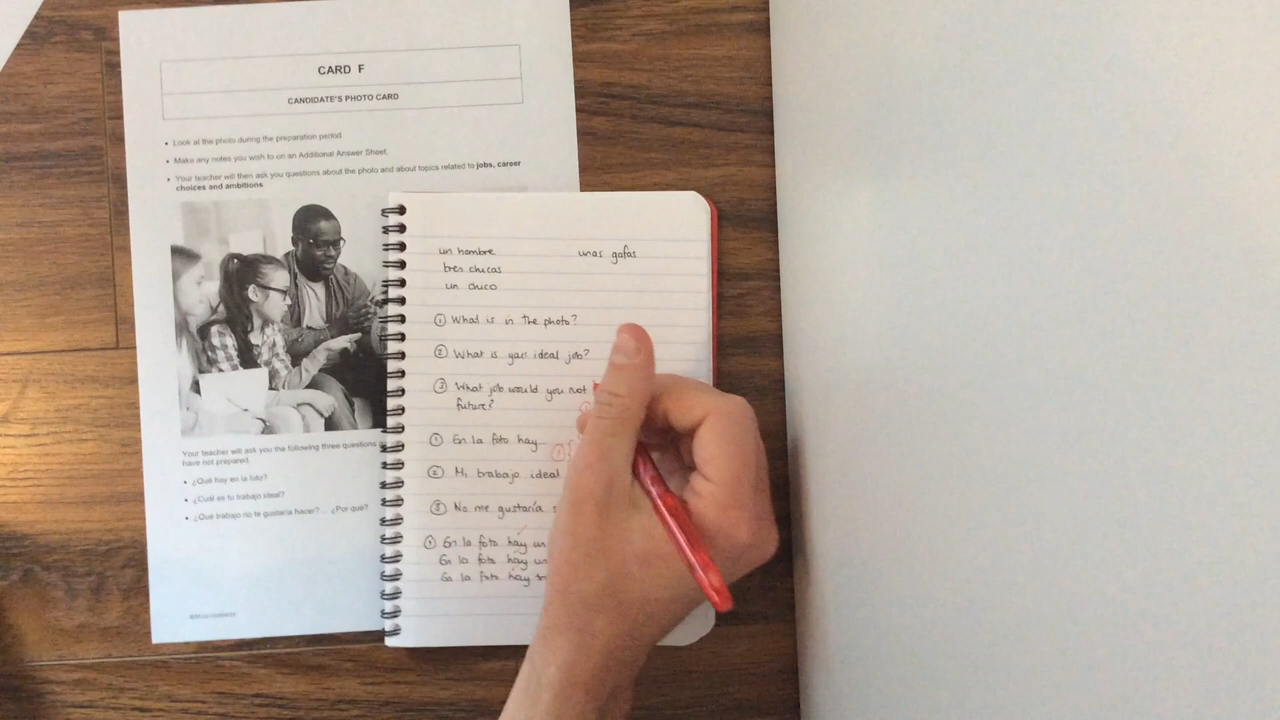 CARD F
CANDIDATE'S PHOTO CARD
• Look at the photo during the preparation period
• Make any notes you wish to on an Additional Answer Sheet.
• Your teacher will then ask you questions about the photo and about topics related to jobs, career
choices and ambitions
Your teacher will ask you the following three questions
have not prepared.
• ¿Qué hay en la foto?
• ¿Cuál es tu trabajo ideal?
• ¿Qué trabajo no te gustaría hacer?... ¿Por qué?
un hombre
unas gafas
tres chicas
un chico
① What is in the photo?
② What is your ideal job?
③ What job would you not
future?
① En la foto hay
② Mi trabajo ideal
③ No me gustaría
① En la foto hay un
En la foto hay un
En la foto hay